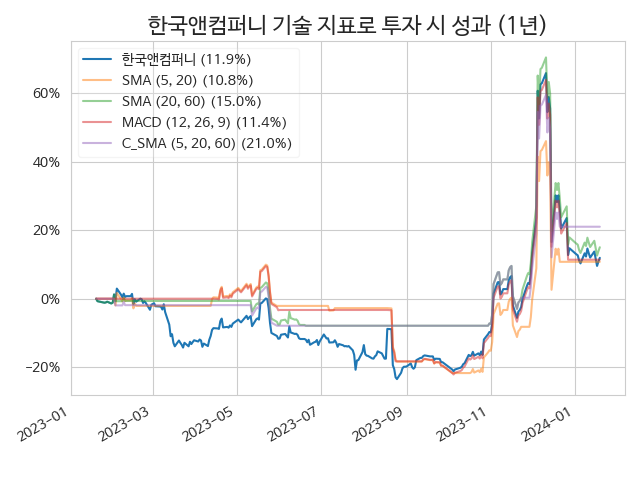 한국앤컴퍼니 기술 지표로 투자 시 성과 (1년)
한국앤컴퍼니 (11.9%)
SMA (5, 20) (10.8%)
SMA (20, 60) (15.0%)
MACD (12, 26, 9) (11.4%)
C_SMA (5, 20, 60) (21.0%)
60%
40%
20%
0%
−20%
2023-01
2023-03
2023-05
2023-07
2023-09
2023-11
2024-01